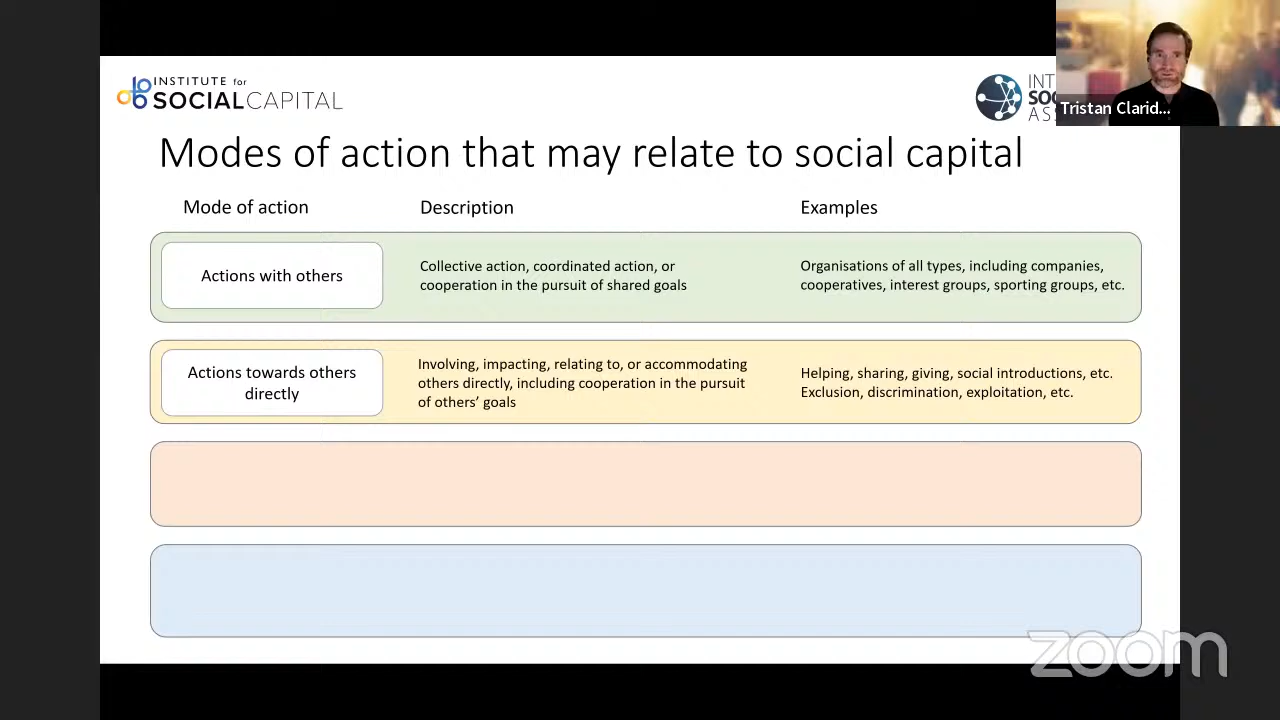 INSTITUTE for
SOCIALCAPITAL
Tristan Clarid...
Modes of action that may relate to social capital
Mode of action
Description
Examples
Actions with others
Collective action, coordinated action, or
cooperation in the pursuit of shared goals
Organisations of all types, including companies,
cooperatives, interest groups, sporting groups, etc.
Actions towards others
directly
Involving, impacting, relating to, or accommodating
others directly, including cooperation in the pursuit
of others’ goals
Helping, sharing, giving, social introductions, etc.
Exclusion, discrimination, exploitation, etc.
zoom